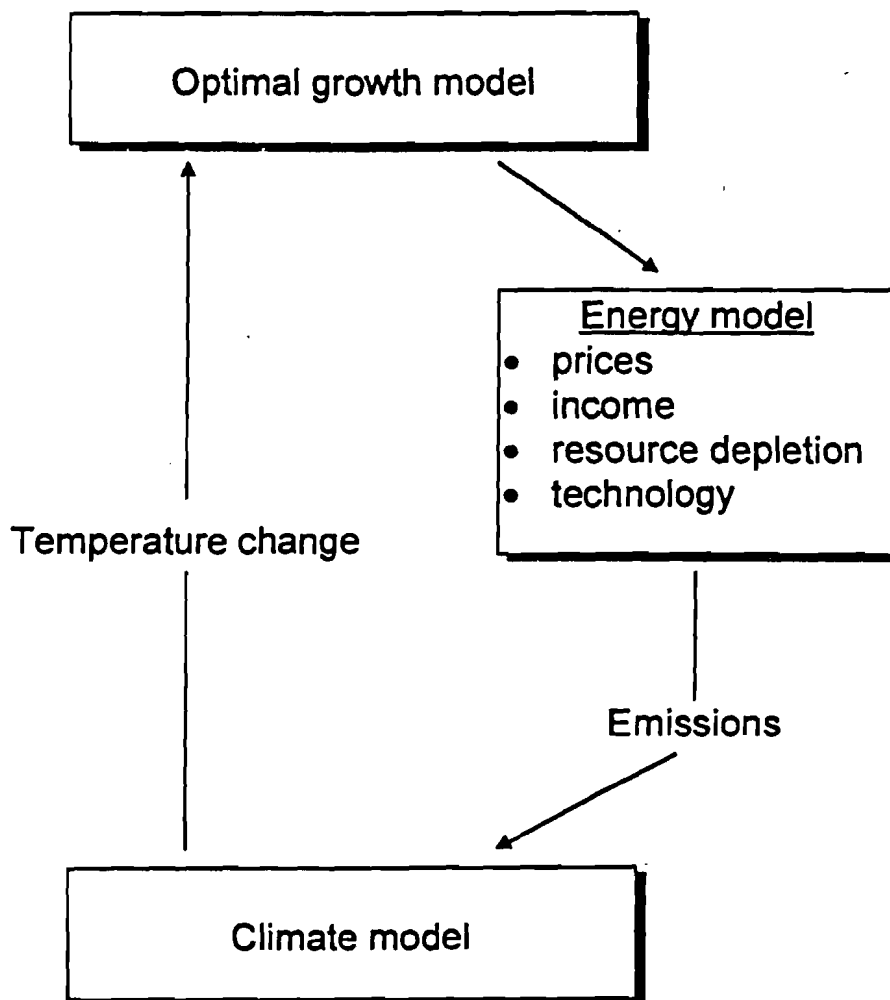 Optimal growth model
Energy model
• prices
• income
• resource depletion
• technology
Temperature change
Emissions
Climate model